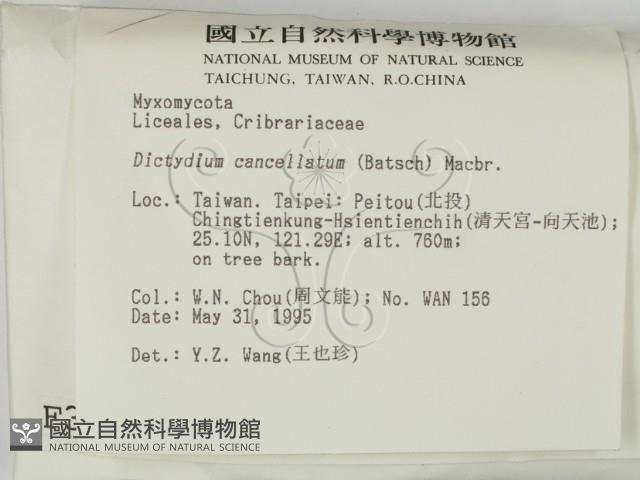 國立自然科學博物館
NATIONAL MUSEUM OF NATURAL SCIENCE
TAICHUNG, TAIWAN, R.O.CHINA
Myxomycota
Liceales, Cribrariaceae
Dictydium cancellatum (Batsch) Macbr.
Loc.: Taiwan. Taipei: Peitou(北投)
Chingtienkung-Hsientienchih(清天宮-向天池);
25.10N, 121.29E; alt. 760m;
on tree bark.
Col.: W.N. Chou(周文能); No. WAN 156
Date: May 31, 1995
Det.: Y.Z. Wang(王也珍)
國立自然科學博物館
NATIONAL MUSEUM OF NATURAL SCIENCE